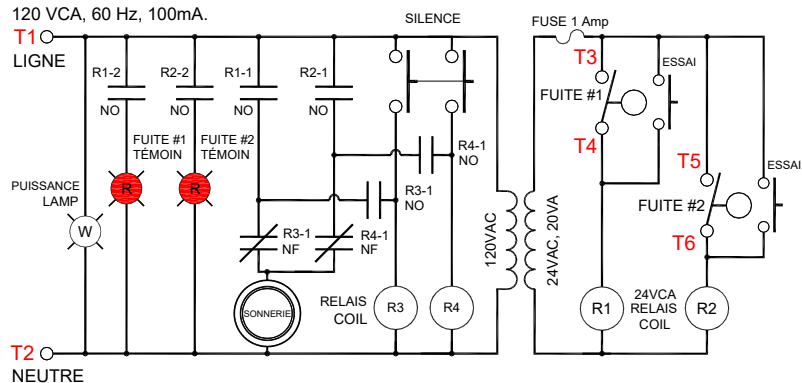 120 VCA, 60 Hz, 100mA.
T1
LIGNE
SILENCE
FUSE 1 Amp
R1-2
R2-2
R1-1
R2-1
NO
NO
NO
NO
T3
ESSAI
FUITE #1
T4
FUITE #1
TÉMOIN
FUITE #2
TÉMOIN
R
R
R4-1
NO
R3-1
NO
T5
ESSAI
FUITE #2
T6
PUISSANCE
LAMP
W
R3-1
NF
R4-1
NF
120VAC
24VAC, 20VA
SONNERIE
RELAIS
COIL
R3
R4
R1
24VCA
RELAIS
COIL
R2
T2
NEUTRE